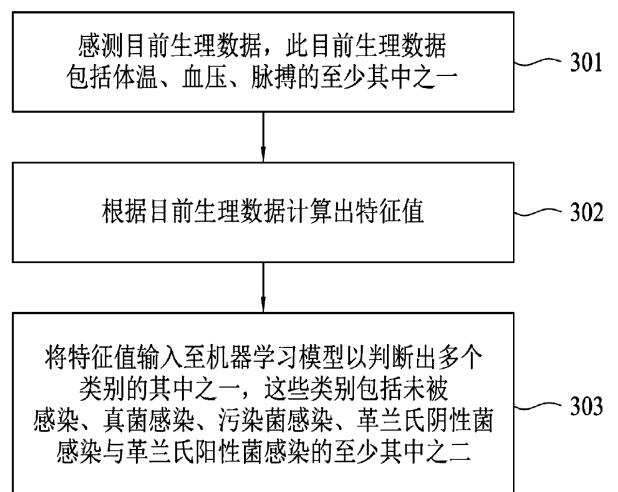 感测目前生理数据，此目前生理数据
包括体温、血压、脉搏的至少其中之一
301
根据目前生理数据计算出特征值
302
将特征值输入至机器学习模型以判断出多个
类别的其中之一，这些类别包括未被
感染、真菌感染、污染菌感染、革兰氏阴性菌
感染与革兰氏阳性菌感染的至少其中之二
303